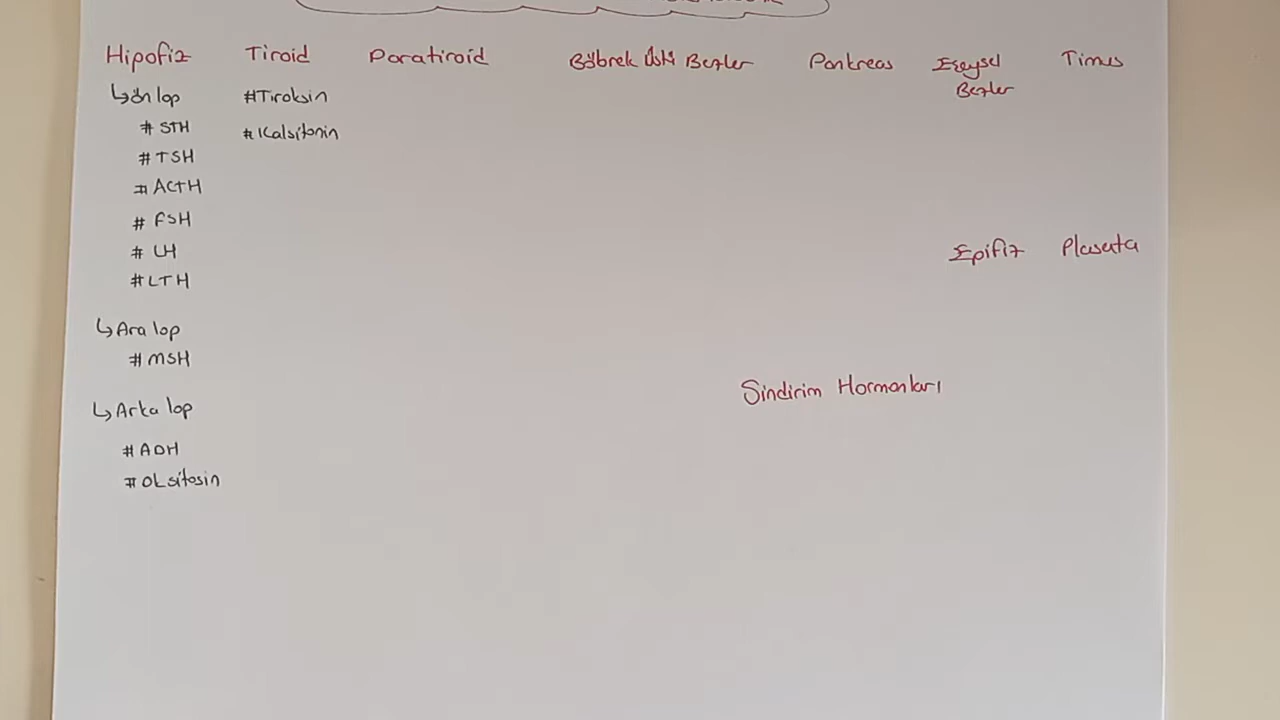 Hipofiz Tiroid Paratiroid Böbrek Üstü Bezler Pankreas Eşeysel Bezler Timus
↳ Ön lop
# STH
# TSH
# ACTH
# FSH
# LH
# LTH
↳ Ara lop
# MSH
↳ Arka lop
# ADH
# Oksitosin
# Tiroksin
# Kalsitonin
Epifiz Plasenta
Sindirim Hormonları